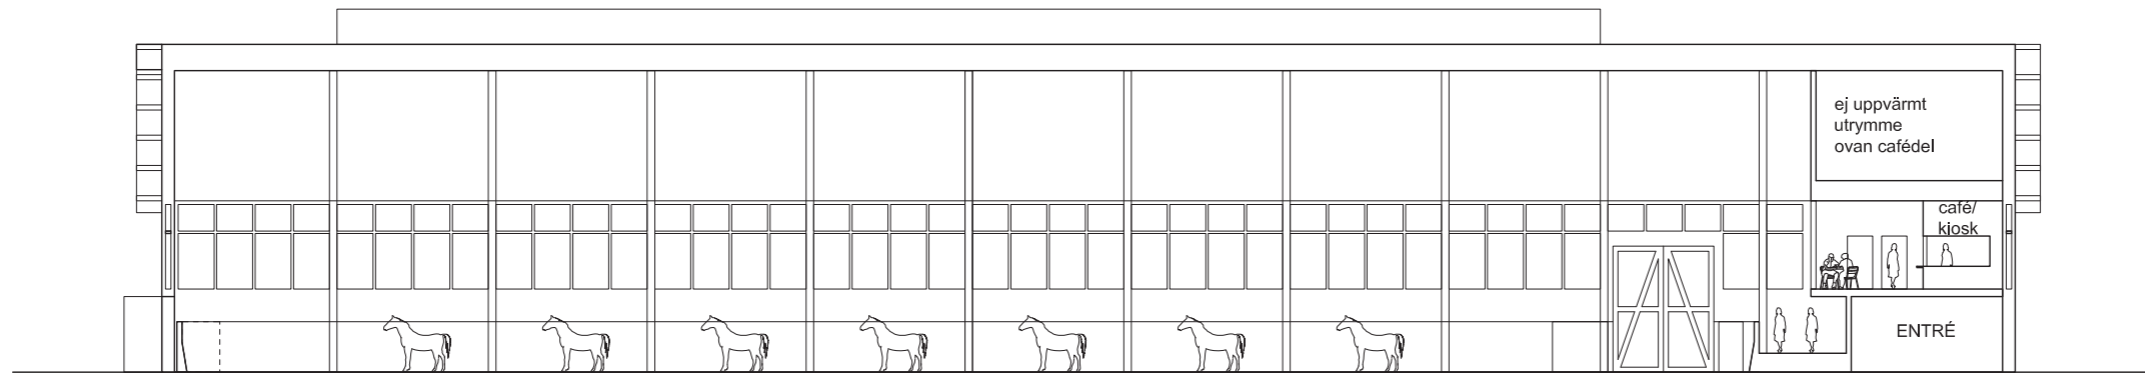 ej uppvärmt
utrymme
ovan cafédel
café/
kiosk
ENTRÉ